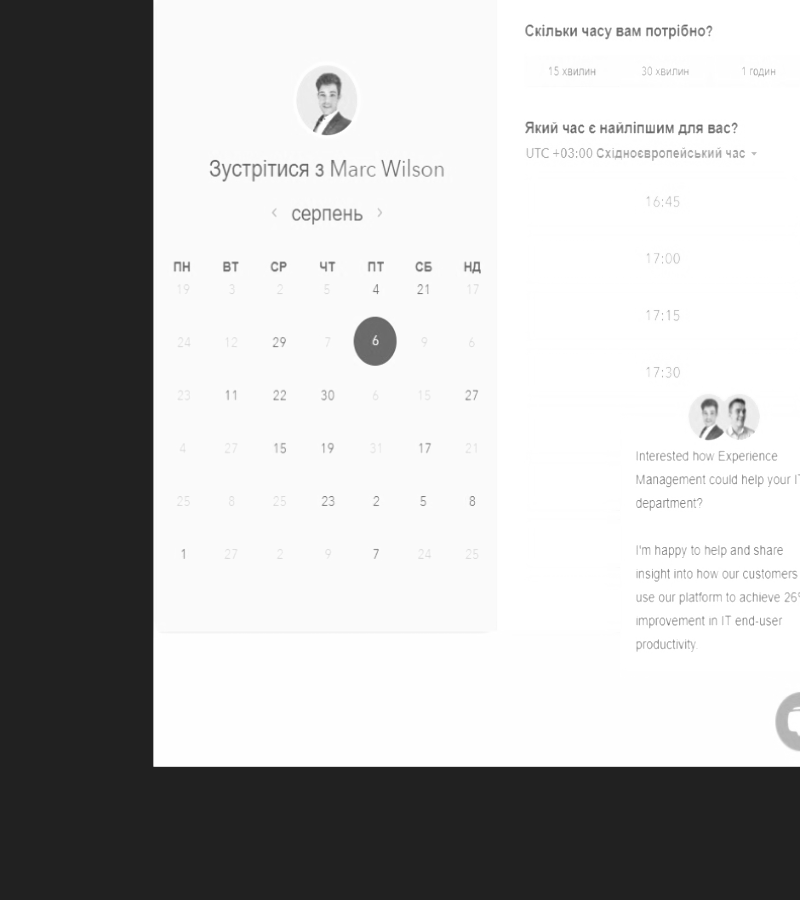 Зустрітися з Marc Wilson
‹ серпень ›
ПН ВТ СР ЧТ ПТ СБ НД
19 3 2 5 4 21 17
24 12 29 7 6 9 6
23 11 22 30 6 15 27
4 27 15 19 31 17 21
25 8 25 23 2 5 8
1 27 2 9 7 24 25
Скільки часу вам потрібно?
15 хвилин 30 хвилин 1 годин
Який час є найліпшим для вас?
UTC +03:00 Східноєвропейський час
16:45
17:00
17:15
17:30
Interested how Experience
Management could help your IT
department?
I'm happy to help and share
insight into how our customers
use our platform to achieve 26%
improvement in IT end-user
productivity.